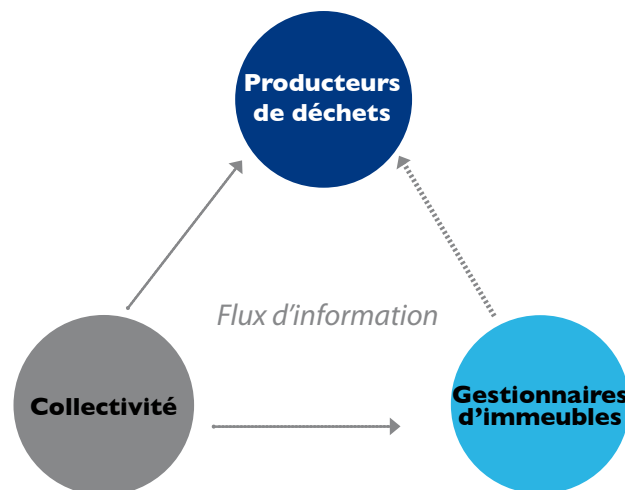 Producteurs
de déchets
Flux d'information
Collectivité
Gestionnaires
d'immeubles